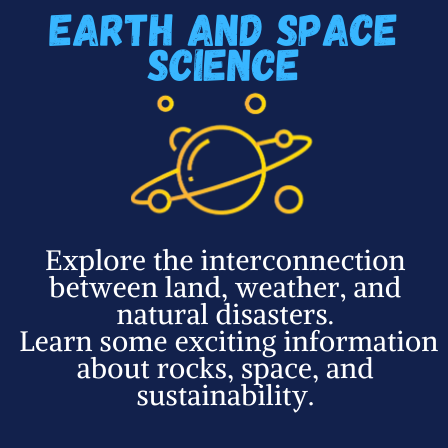 EARTH AND SPACE
SCIENCE
Explore the interconnection
between land, weather, and
natural disasters.
Learn some exciting information
about rocks, space, and
sustainability.